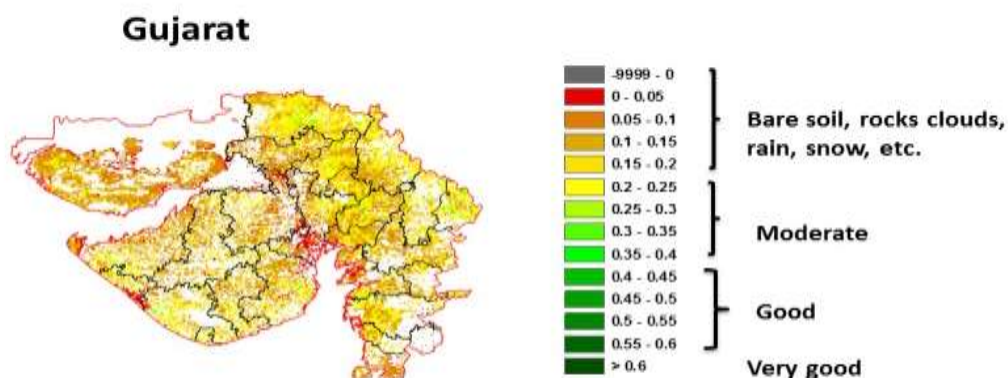 Gujarat
-9999 - 0
0 - 0.05
0.05 - 0.1
0.1 - 0.15
0.15 - 0.2
0.2 - 0.25
0.25 - 0.3
0.3 - 0.35
0.35 - 0.4
0.4 - 0.45
0.45 - 0.5
0.5 - 0.55
0.55 - 0.6
> 0.6
Bare soil, rocks clouds,
rain, snow, etc.
Moderate
Good
Very good